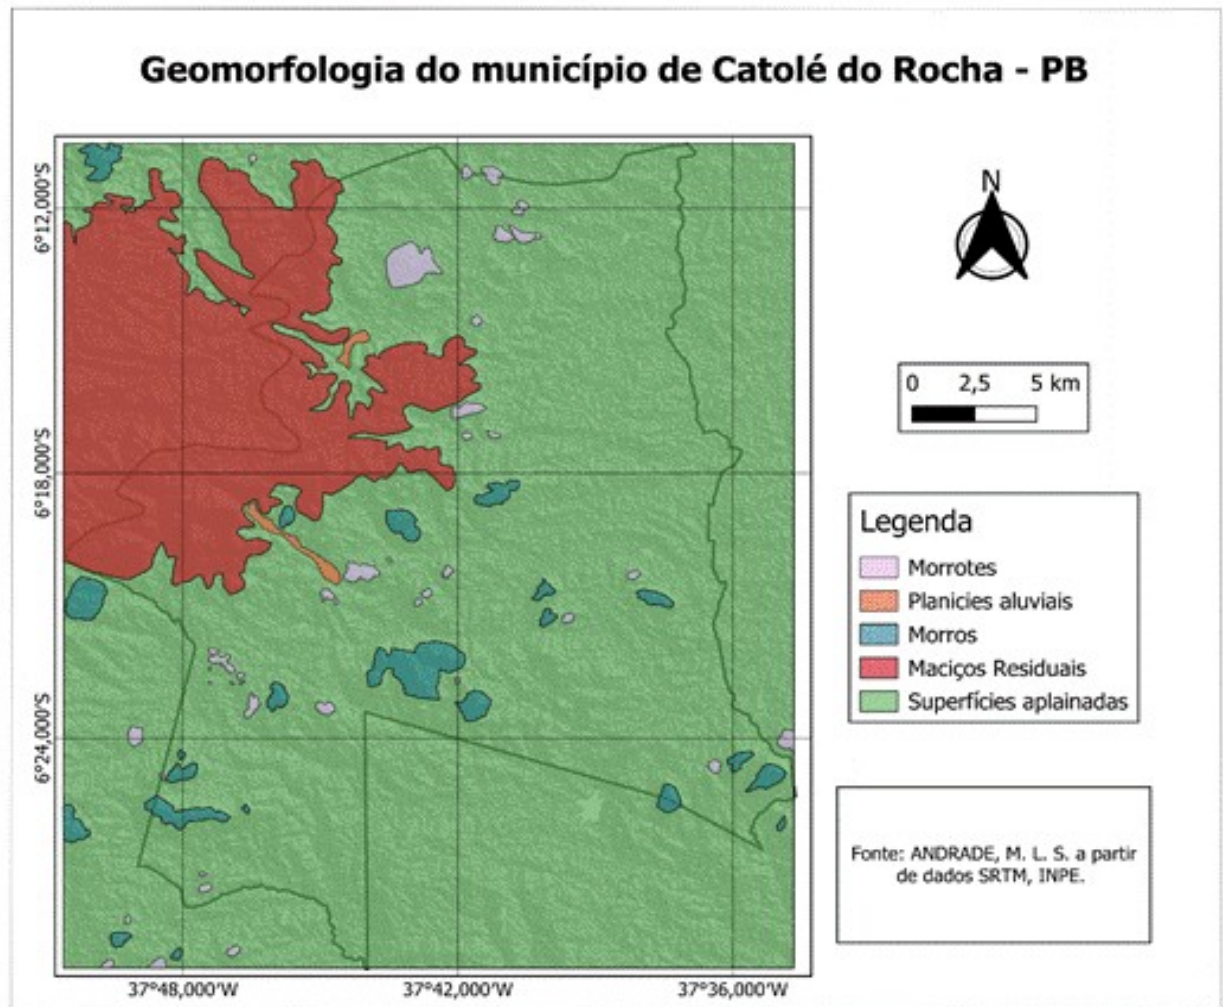 Geomorfologia do município de Catolé do Rocha - PB
6°12,000'S
6°18,000'S
6°24,000'S
37°48,000'W
37°42,000'W
37°36,000'W
N
0 2,5 5 km
Legenda
Morrotes
Planicies aluviais
Morros
Maciços Residuais
Superfícies aplainadas
Fonte: ANDRADE, M. L. S. a partir
de dados SRTM, INPE.